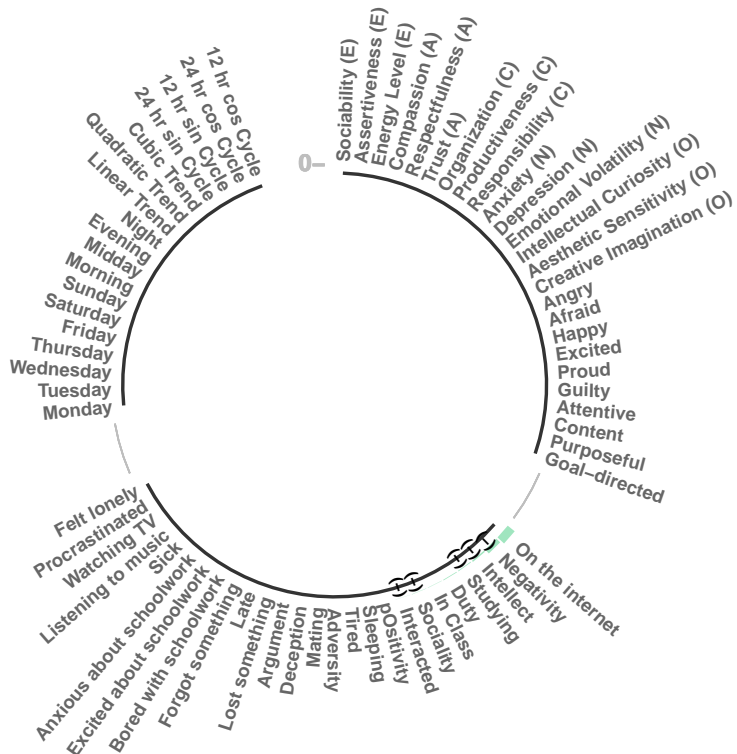 0–
Sociability (E)
Assertiveness (E)
Energy Level (E)
Compassion (A)
Respectfulness (A)
Trust (A)
Organization (C)
Productiveness (C)
Responsibility (C)
Anxiety (N)
Depression (N)
Emotional Volatility (N)
Intellectual Curiosity (O)
Aesthetic Sensitivity (O)
Creative Imagination (O)
Angry
Afraid
Happy
Excited
Proud
Guilty
Attentive
Content
Purposeful
Goal–directed
On the internet
Negativity
Intellect
Studying
Duty
In Class
Sociality
Interacted
pOsitivity
Sleeping
Tired
Adversity
Mating
Deception
Argument
Lost something
Late
Forgot something
Bored with schoolwork
Excited about schoolwork
Anxious about schoolwork
Sick
Listening to music
Watching TV
Procrastinated
Felt lonely
Monday
Tuesday
Wednesday
Thursday
Friday
Saturday
Sunday
Morning
Midday
Evening
Night
Linear Trend
Quadratic Trend
Cubic Trend
24 hr sin Cycle
12 hr sin Cycle
24 hr cos Cycle
12 hr cos Cycle